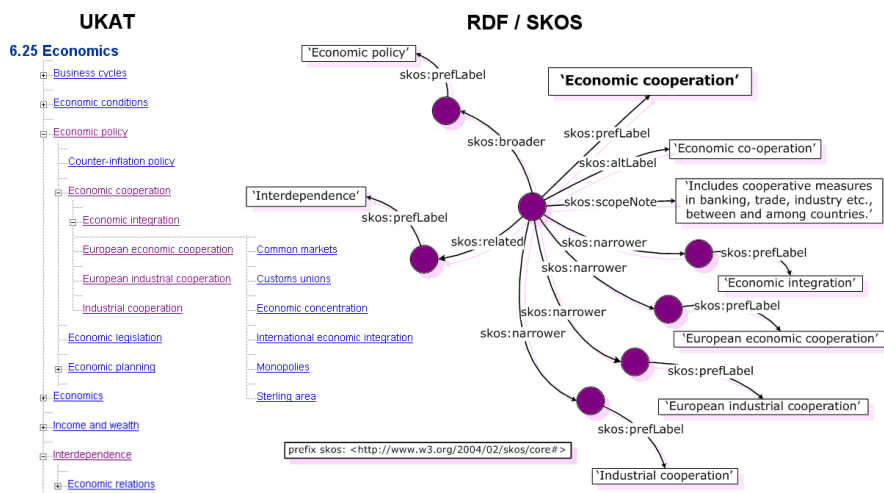 UKAT
6.25 Economics
Business cycles
Economic conditions
Economic policy
Counter-inflation policy
Economic cooperation
Economic integration
European economic cooperation
European industrial cooperation
Industrial cooperation
Common markets
Customs unions
Economic concentration
International economic integration
Monopolies
Sterling area
Economic legislation
Economic planning
Economics
Income and wealth
Interdependence
Economic relations
RDF / SKOS
‘Economic policy’
skos:prefLabel
skos:broader
‘Economic cooperation’
skos:prefLabel
skos:altLabel
‘Economic co-operation’
skos:scopeNote
‘Includes cooperative measures
in banking, trade, industry etc.,
between and among countries.’
‘Interdependence’
skos:prefLabel
skos:related
skos:narrower
skos:prefLabel
‘Economic integration’
skos:narrower
skos:prefLabel
‘European economic cooperation’
skos:narrower
skos:prefLabel
‘European industrial cooperation’
skos:narrower
skos:prefLabel
‘Industrial cooperation’
prefix skos: <http://www.w3.org/2004/02/skos/core#>